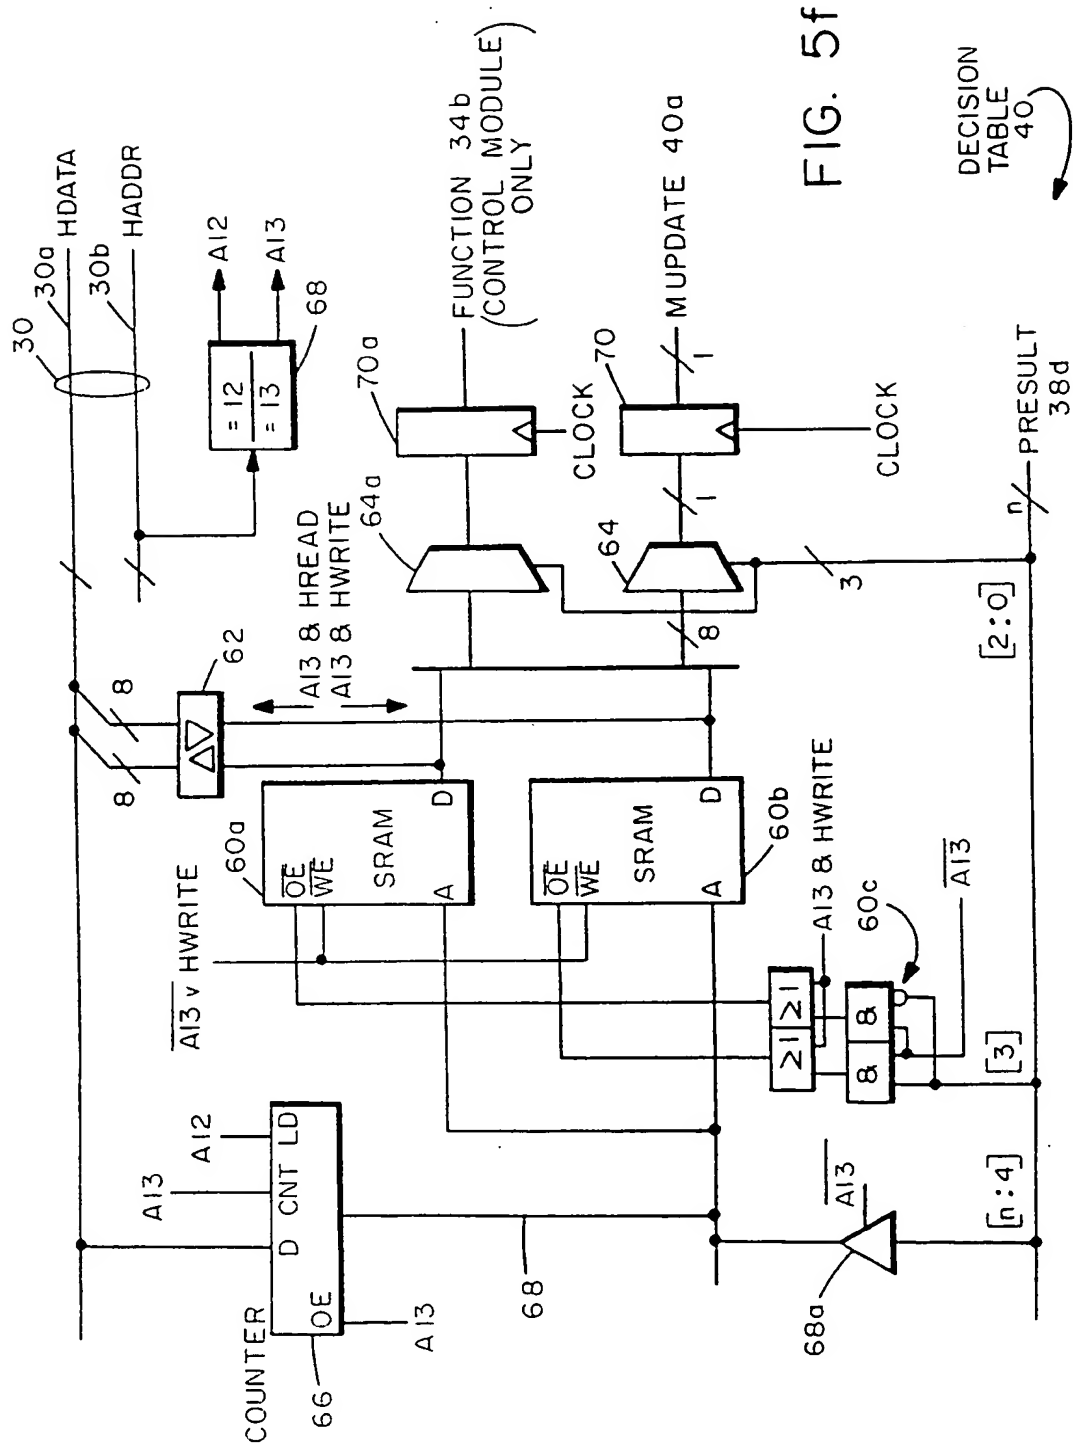 30
30a
HDATA
30b
HADDR
= 12
= 13
A12
A13
68
62
8
8
A13 & HREAD
A13 & HWRITE
A13 v HWRITE
60a
OE
WE
SRAM
A
D
60b
OE
WE
SRAM
A
D
64a
70a
CLOCK
FUNCTION 34b
(CONTROL MODULE)
ONLY
64
8
1
70
CLOCK
1
MUPDATE 40a
3
COUNTER
66
D CNT LD
OE
A13
A12
A13
68
≥1 ≥1
& &
A13 & HWRITE
60c
A13
68a
A13
[n:4]
[3]
[2:0]
n
PRESULT
38d
FIG. 5f
DECISION
TABLE
40